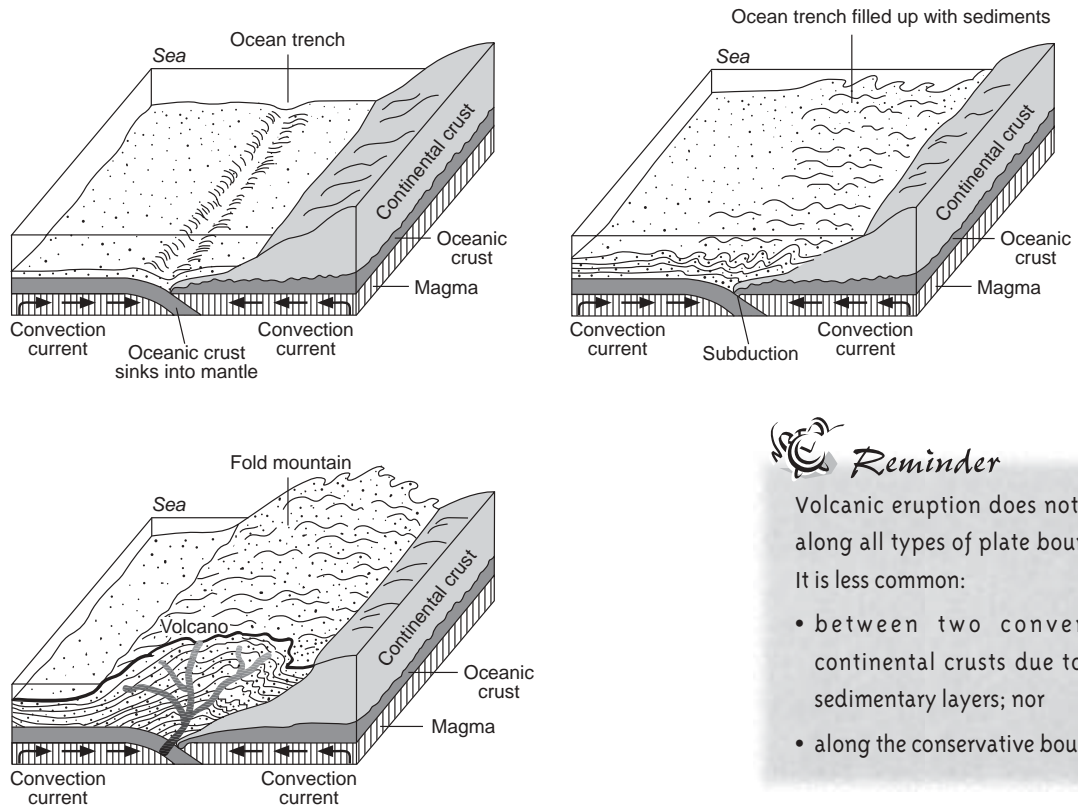 Ocean trench
Sea
Continental crust
Oceanic
crust
Magma
Convection
current
Oceanic crust
sinks into mantle
Convection
current
Ocean trench filled up with sediments
Sea
Continental crust
Oceanic
crust
Magma
Convection
current
Subduction
Convection
current
Fold mountain
Sea
Volcano
Continental crust
Oceanic
crust
Magma
Convection
current
Convection
current
Reminder
Volcanic eruption does not
along all types of plate
It is less common:
• between two
continental crusts due to
sedimentary layers; nor
• along the conservative